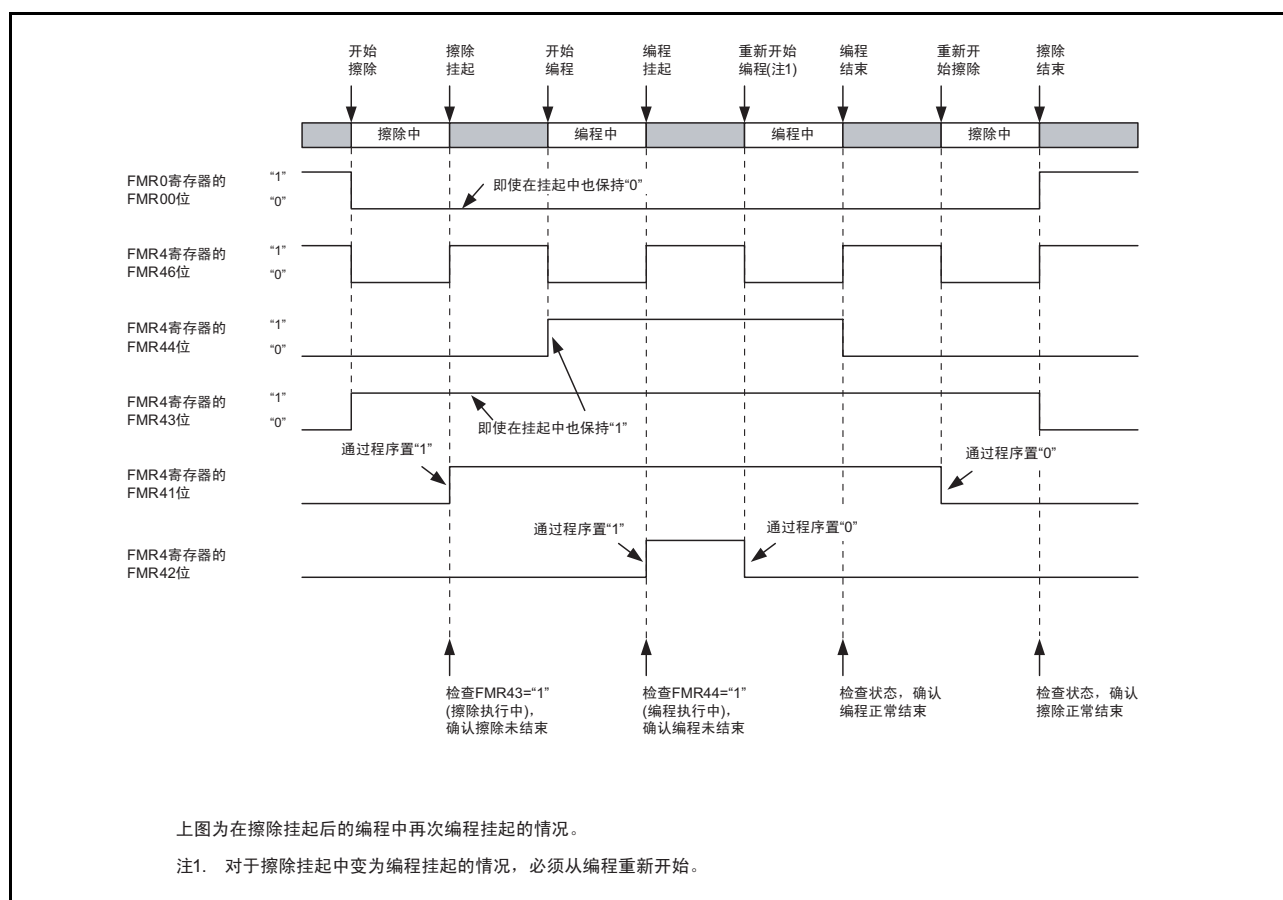 开始
擦除
擦除
挂起
开始
编程
编程
挂起
重新开始
编程(注1)
编程
结束
重新开
始擦除
擦除
结束
擦除中
编程中
编程中
擦除中
FMR0寄存器的
FMR00位
“1”
“0”
即使在挂起中也保持“0”
FMR4寄存器的
FMR46位
“1”
“0”
FMR4寄存器的
FMR44位
“1”
“0”
FMR4寄存器的
FMR43位
“1”
“0”
即使在挂起中也保持“1”
通过程序置“1”
通过程序置“0”
FMR4寄存器的
FMR41位
通过程序置“1”
通过程序置“0”
FMR4寄存器的
FMR42位
检查FMR43=“1”
(擦除执行中),
确认擦除未结束
检查FMR44=“1”
(编程执行中),
确认编程未结束
检查状态，确认
编程正常结束
检查状态，确认
擦除正常结束
上图为在擦除挂起后的编程中再次编程挂起的情况。
注1. 对于擦除挂起中变为编程挂起的情况，必须从编程重新开始。